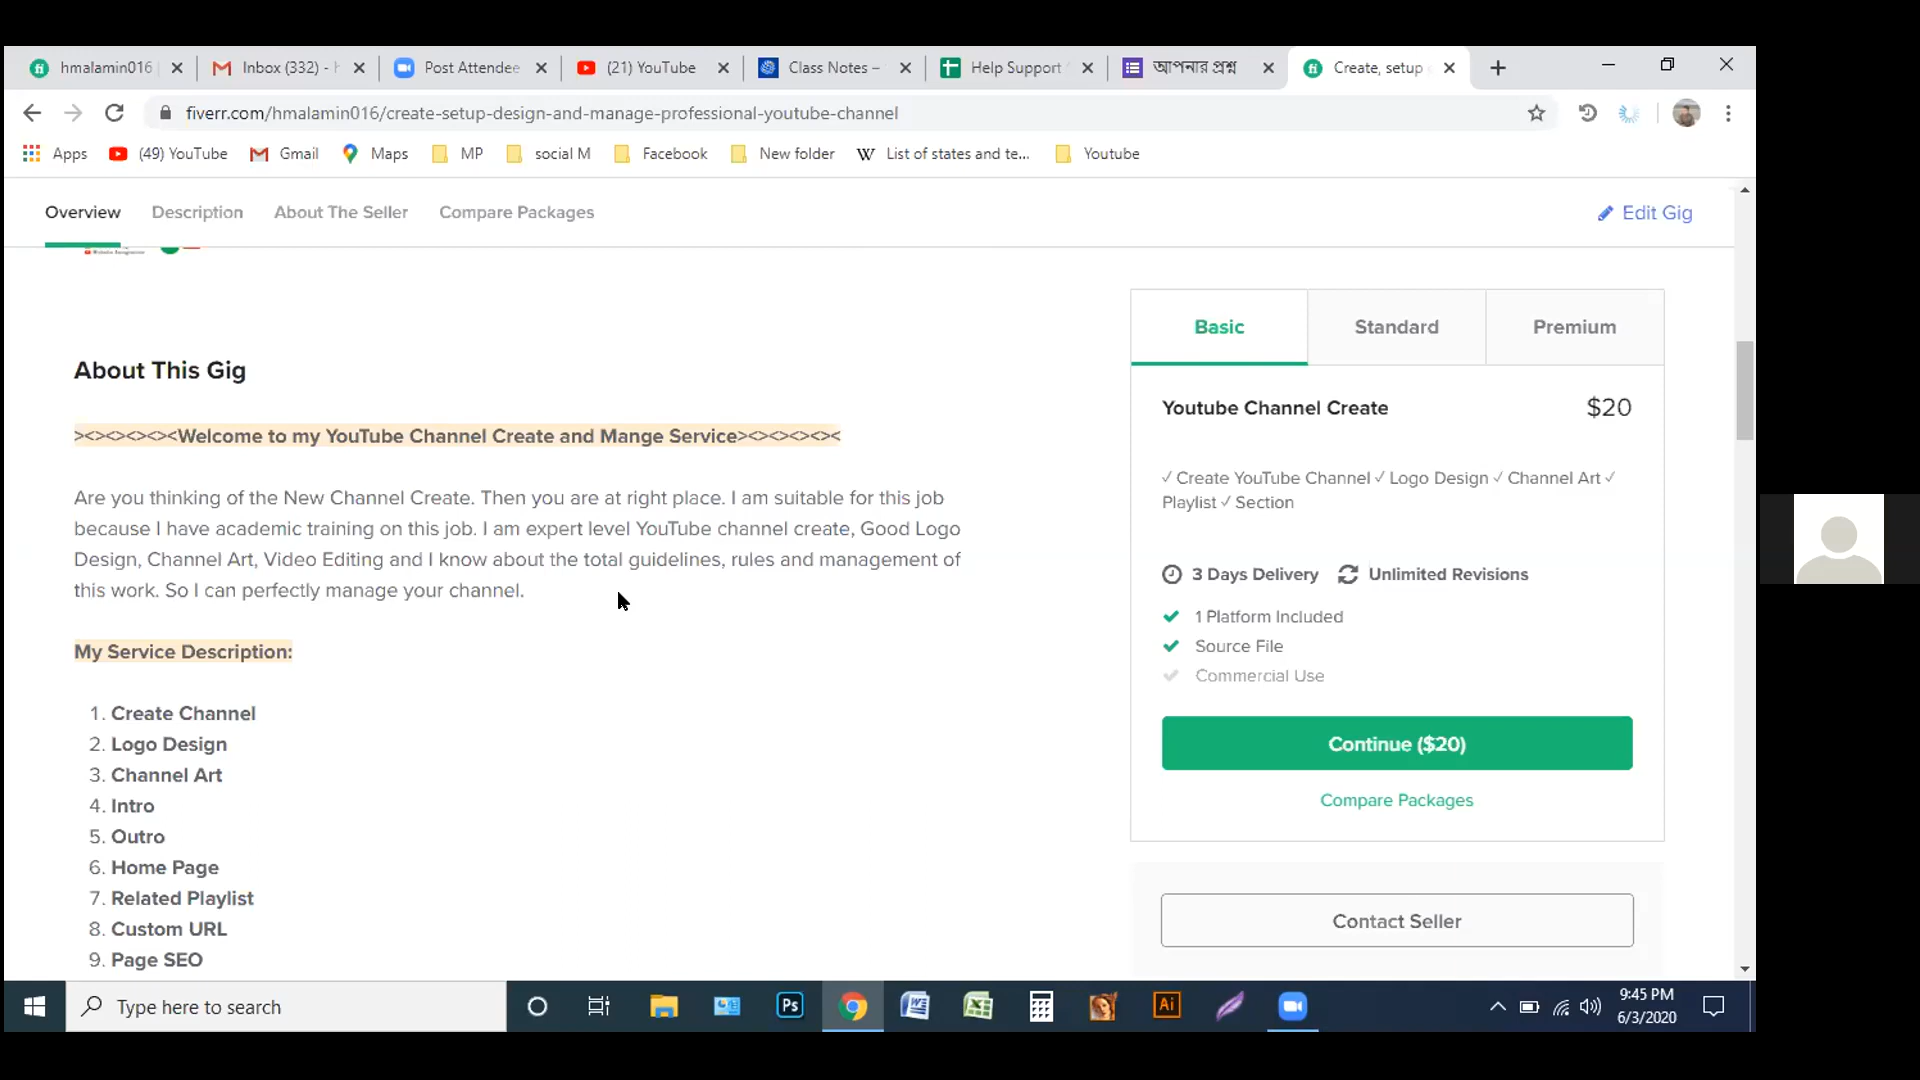 hmalamin016
Inbox (332) -
Post Attendee
(21) YouTube
Class Notes –
Help Support
আপনার প্রশ্ন
Create, setup
fiverr.com/hmalamin016/create-setup-design-and-manage-professional-youtube-channel
Apps
(49) YouTube
Gmail
Maps
MP
social M
Facebook
New folder
List of states and te...
Youtube
Overview
Description
About The Seller
Compare Packages
Edit Gig
About This Gig
><><><><><Welcome to my YouTube Channel Create and Mange Service><><><><><
Are you thinking of the New Channel Create. Then you are at right place. I am suitable for this job
because I have academic training on this job. I am expert level YouTube channel create, Good Logo
Design, Channel Art, Video Editing and I know about the total guidelines, rules and management of
this work. So I can perfectly manage your channel.
My Service Description:
1. Create Channel
2. Logo Design
3. Channel Art
4. Intro
5. Outro
6. Home Page
7. Related Playlist
8. Custom URL
9. Page SEO
Basic
Standard
Premium
Youtube Channel Create
$20
✓ Create YouTube Channel ✓ Logo Design ✓ Channel Art ✓
Playlist ✓ Section
3 Days Delivery
Unlimited Revisions
1 Platform Included
Source File
Commercial Use
Continue ($20)
Compare Packages
Contact Seller
Type here to search
Ps
Ai
9:45 PM
6/3/2020